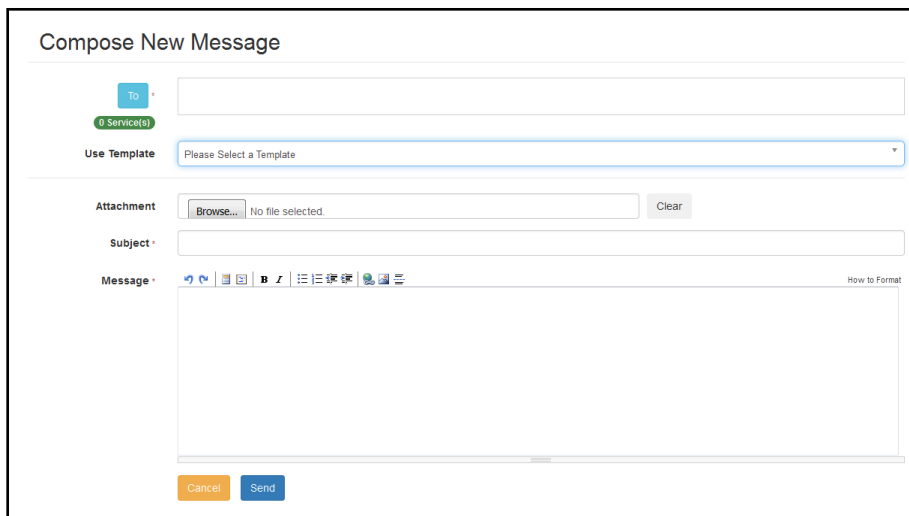 Compose New Message
To *
0 Service(s)
Use Template
Please Select a Template
Attachment
Browse... No file selected.
Clear
Subject *
Message *
B I
How to Format
Cancel
Send